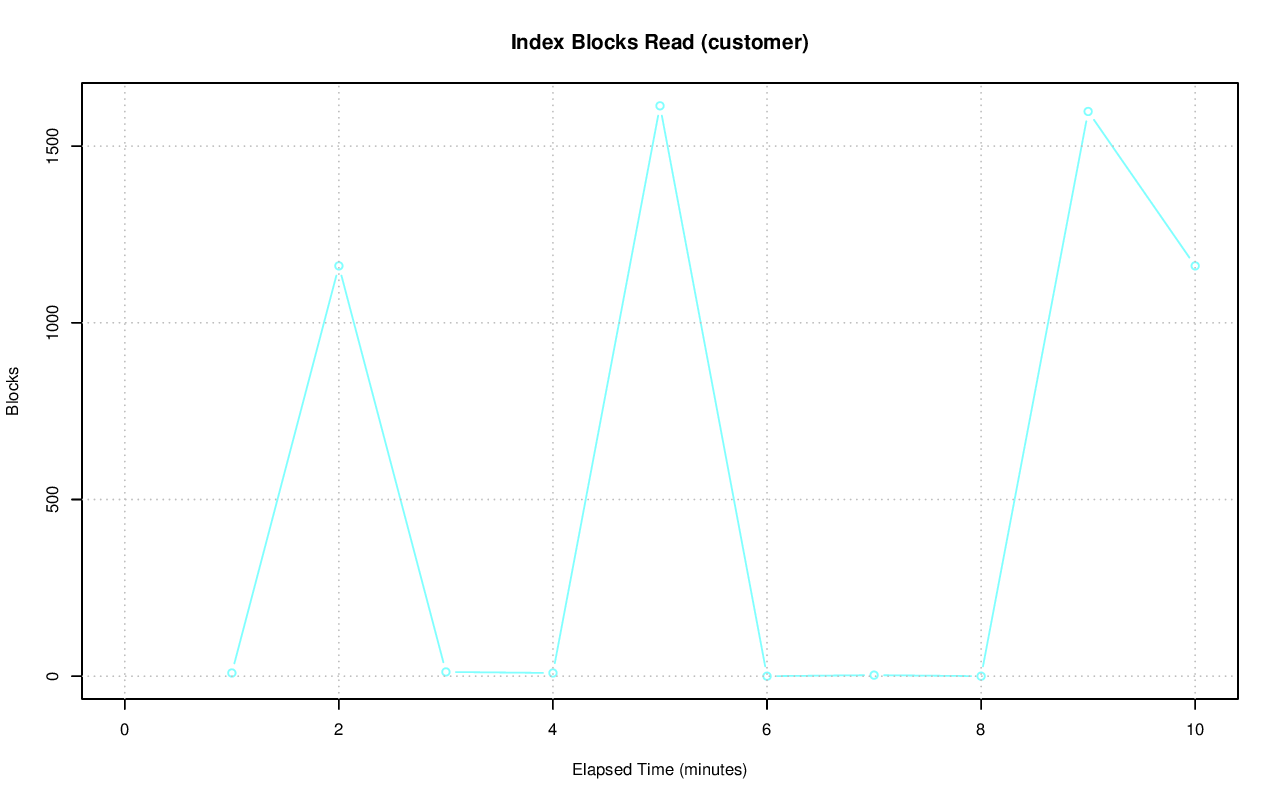 Index Blocks Read (customer)
Blocks
1500
1000
500
0
0 2 4 6 8 10
Elapsed Time (minutes)